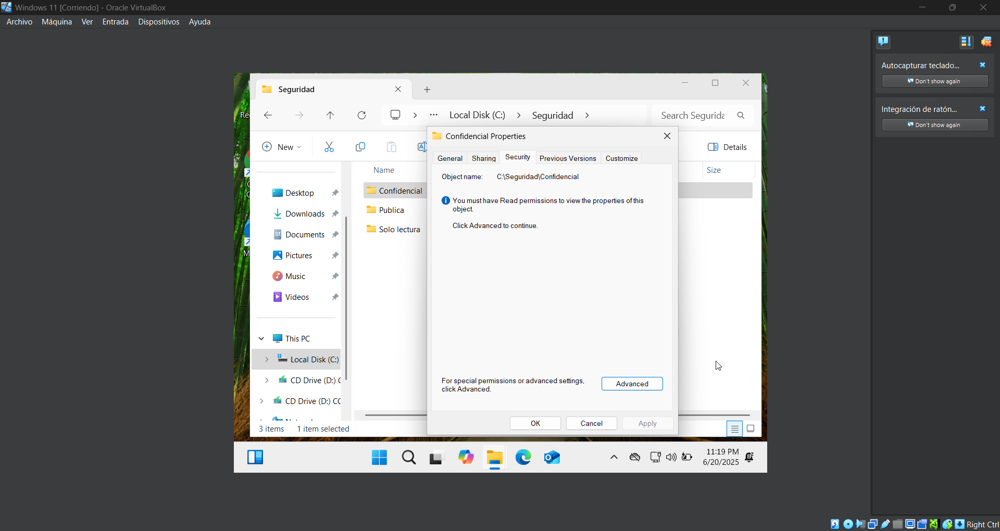 Windows 11 [Corriendo] - Oracle VirtualBox
Archivo Máquina Ver Entrada Dispositivos Ayuda
Autocapturar teclado...
Don't show again
Integración de ratón...
Don't show again
Seguridad
Local Disk (C:) Seguridad
Search Segurida
New
Details
Confidencial Properties
General Sharing Security Previous Versions Customize
Object name: C:\Seguridad\Confidencial
You must have Read permissions to view the properties of this
object.
Click Advanced to continue.
For special permissions or advanced settings,
click Advanced.
Advanced
OK Cancel Apply
Name
Size
Confidencial
Publica
Solo lectura
Desktop
Downloads
Documents
Pictures
Music
Videos
This PC
Local Disk (C:)
CD Drive (D:) C
CD Drive (D:) CC
3 items 1 item selected
Re
M
11:19 PM
6/20/2025
Right Ctrl